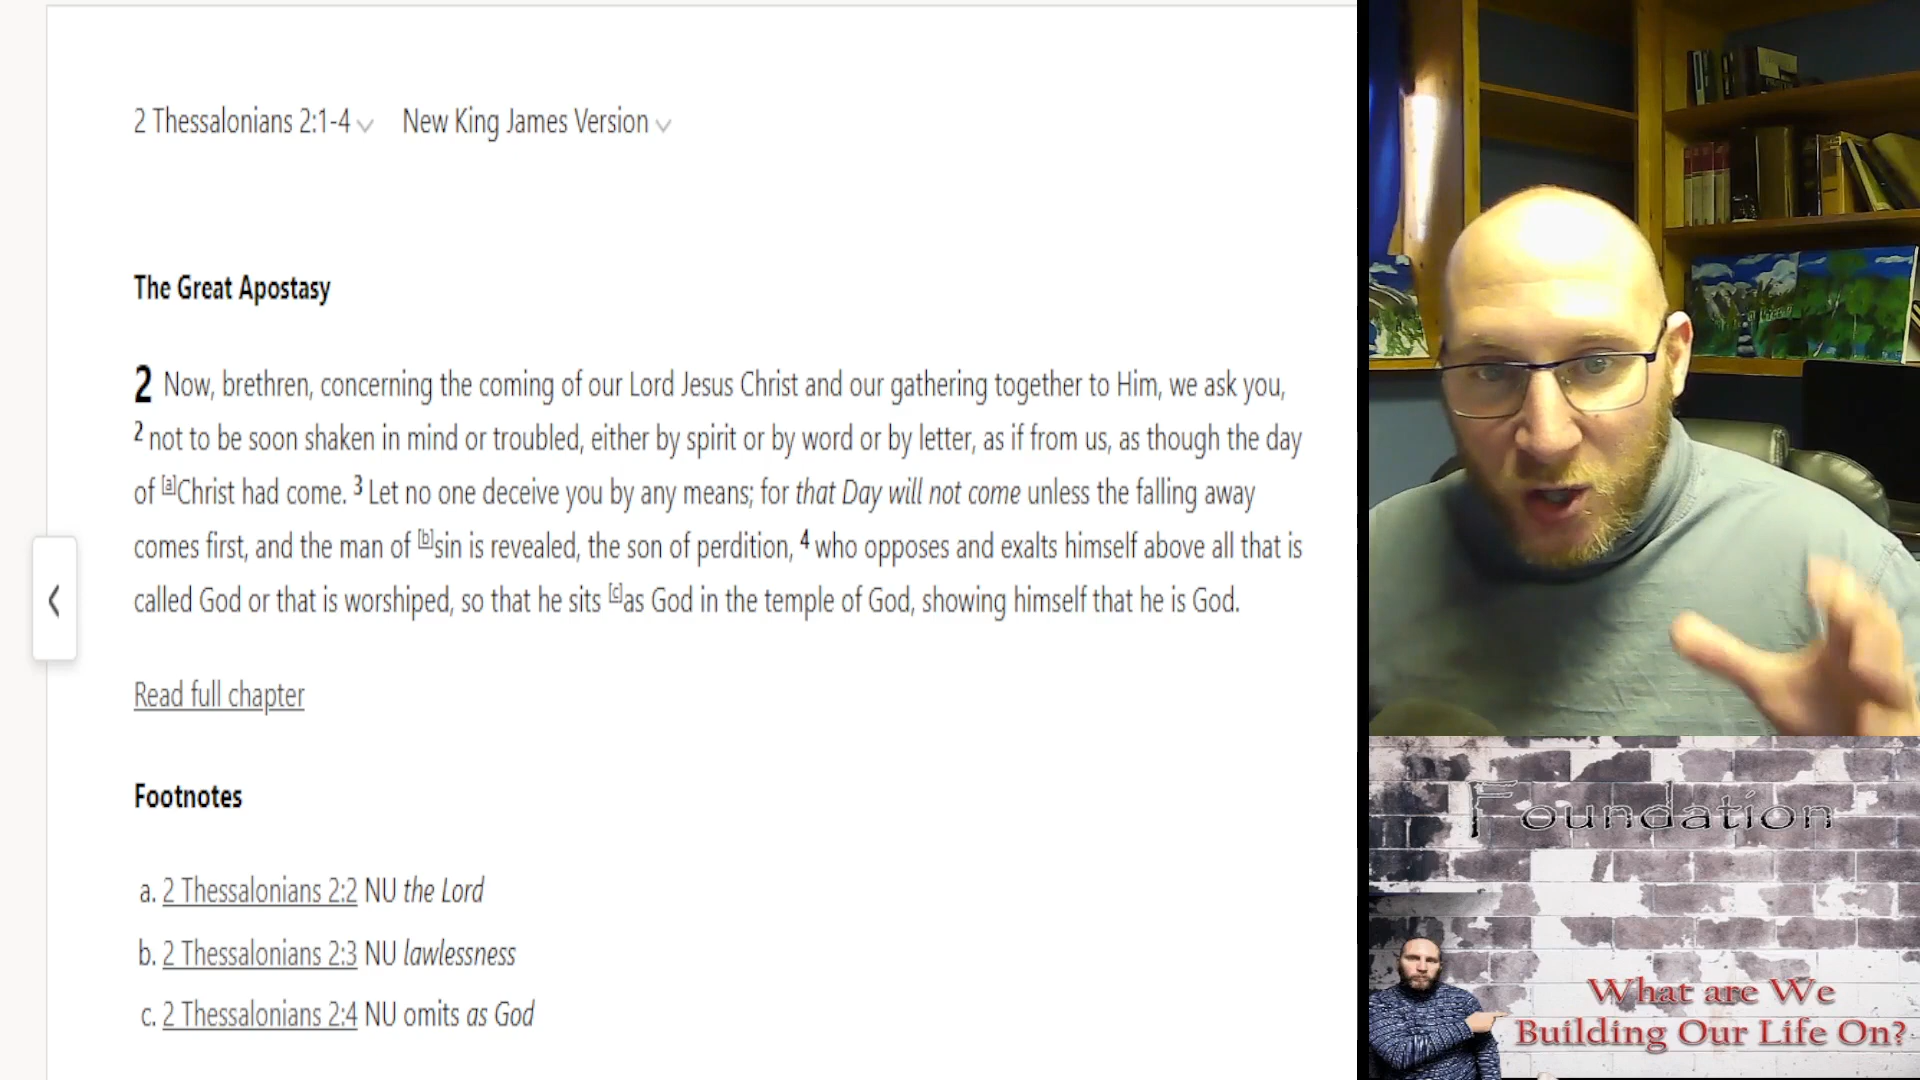 2 Thessalonians 2:1-4 New King James Version
The Great Apostasy
2 Now, brethren, concerning the coming of our Lord Jesus Christ and our gathering together to Him, we ask you,
2 not to be soon shaken in mind or troubled, either by spirit or by word or by letter, as if from us, as though the day
of [a]Christ had come. 3 Let no one deceive you by any means; for that Day will not come unless the falling away
comes first, and the man of [b]sin is revealed, the son of perdition, 4 who opposes and exalts himself above all that is
called God or that is worshiped, so that he sits [c]as God in the temple of God, showing himself that he is God.
Read full chapter
Footnotes
a. 2 Thessalonians 2:2 NU the Lord
b. 2 Thessalonians 2:3 NU lawlessness
c. 2 Thessalonians 2:4 NU omits as God
Foundation
What are We
Building Our Life On?